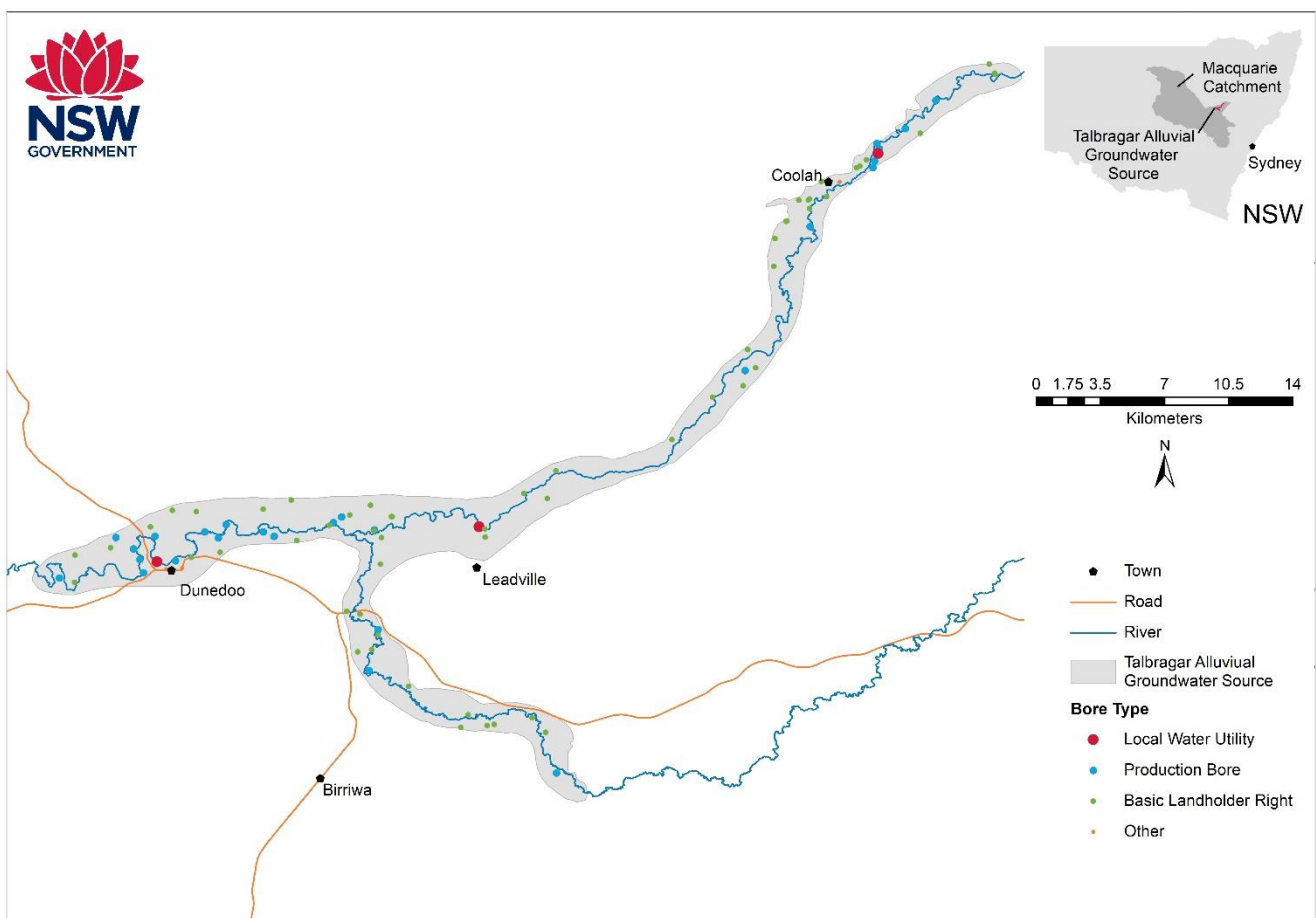 NSW
GOVERNMENT
Macquarie
Catchment
Talbragar Alluvial
Groundwater
Source
Sydney
NSW
Coolah
Leadville
Dunedoo
Birriwa
0 1.75 3.5 7 10.5 14
Kilometers
N
Town
Road
River
Talbragar Alluviual
Groundwater Source
Bore Type
Local Water Utility
Production Bore
Basic Landholder Right
Other